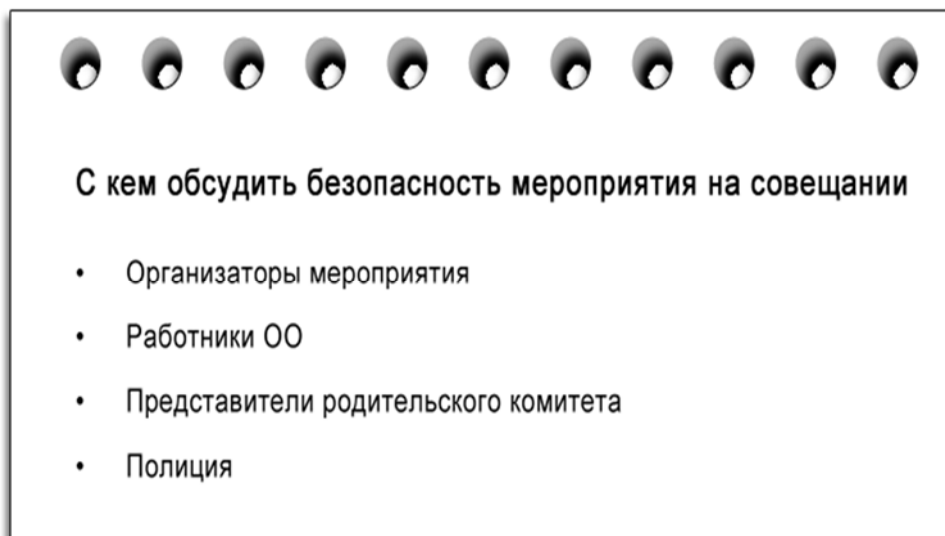 С кем обсудить безопасность мероприятия на совещании
• Организаторы мероприятия
• Работники ОО
• Представители родительского комитета
• Полиция